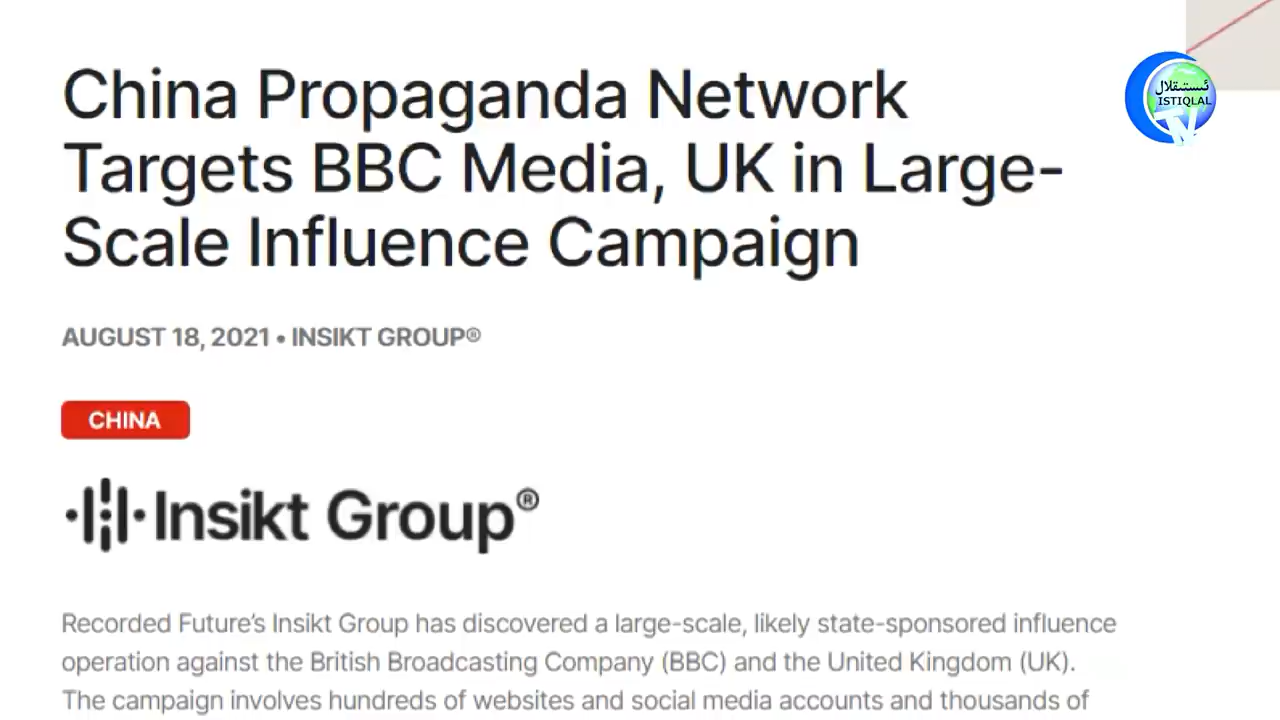 China Propaganda Network
Targets BBC Media, UK in Large-
Scale Influence Campaign
ئىستىقلال
ISTIQLAL
TV
AUGUST 18, 2021 • INSIKT GROUP®
CHINA
Insikt Group®
Recorded Future's Insikt Group has discovered a large-scale, likely state-sponsored influence
operation against the British Broadcasting Company (BBC) and the United Kingdom (UK).
The campaign involves hundreds of websites and social media accounts and thousands of